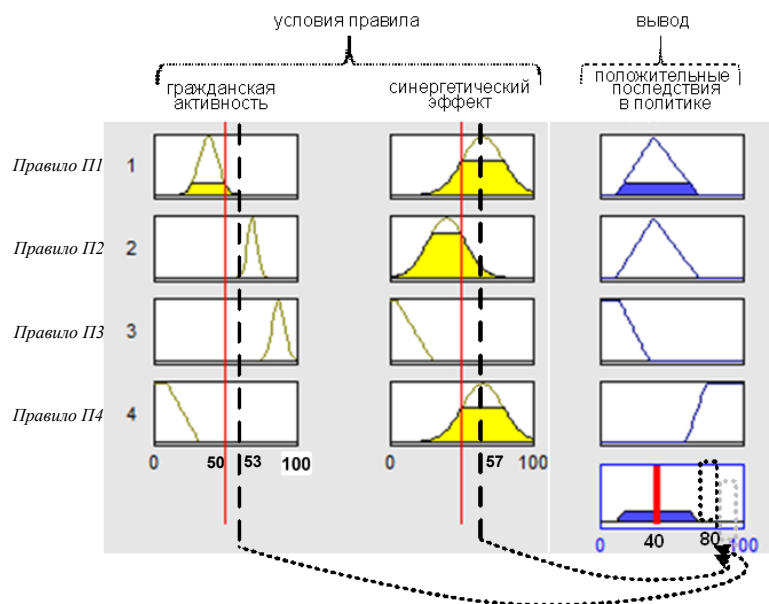 условия правила
вывод
гражданская
активность
синергетический
эффект
положительные
последствия
в политике
Правило П1
1
Правило П2
2
Правило П3
3
Правило П4
4
0 50 53 100
0 57 100
40 80
0 100